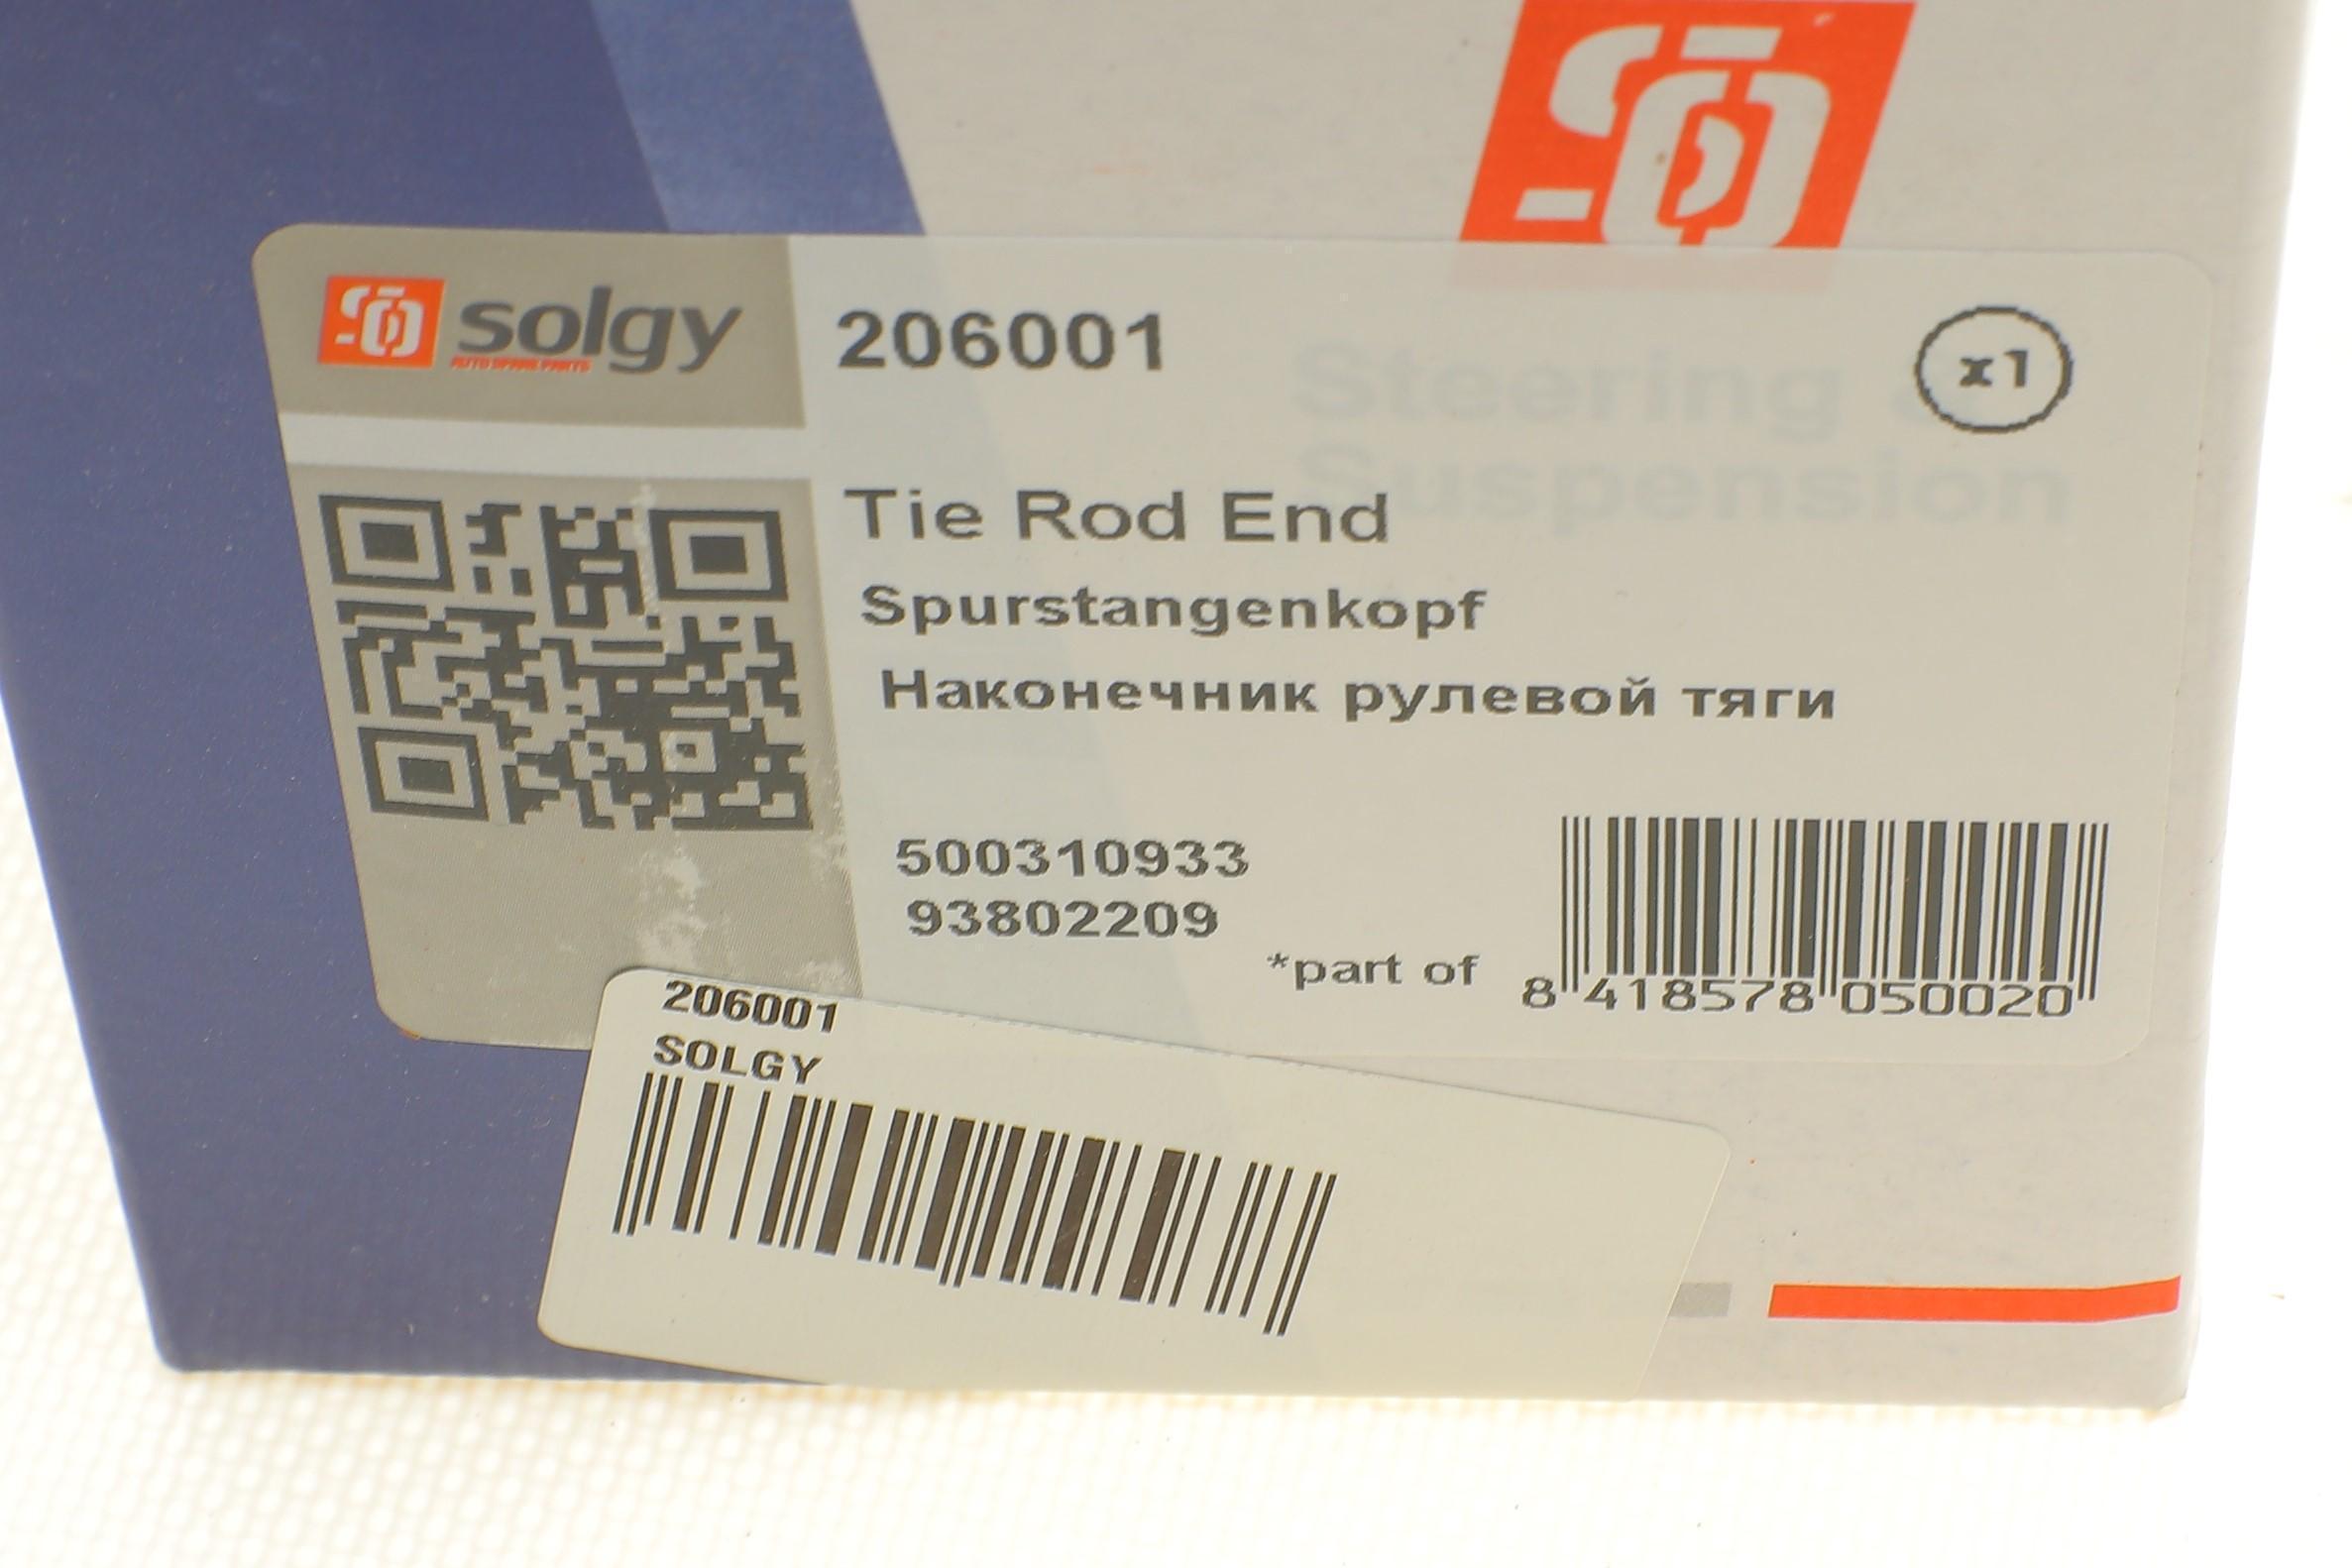 solgy
AUTO SPARE PARTS
206001
x1
Steering &
Suspension
Tie Rod End
Spurstangenkopf
Наконечник рулевой тяги
500310933
93802209
*part of
8 418578 050020
206001
SOLGY